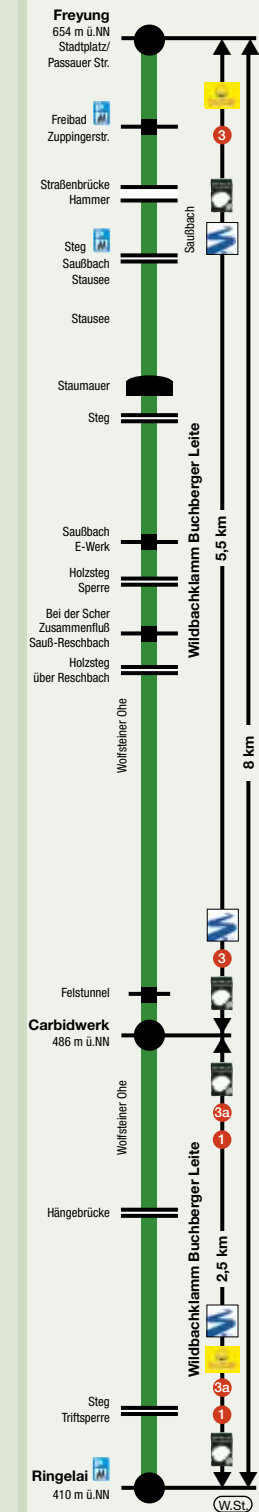 Freyung
654 m ü.NN
Stadtplatz/
Passauer Str.
Freibad
Zuppingerstr.
3
Straßenbrücke
Hammer
Saußbach
Steg
Saußbach
Stausee
Stausee
Staumauer
Steg
Wildbachklamm Buchberger Leite
5,5 km
8 km
Saußbach
E-Werk
Holzsteg
Sperre
Bei der Scher
Zusammenfluß
Sauß-Reschbach
Holzsteg
über Reschbach
Wolfsteiner Ohe
3
Felstunnel
Carbidwerk
486 m ü.NN
3a
1
Wolfsteiner Ohe
Hängebrücke
Wildbachklamm Buchberger Leite
2,5 km
3a
1
Steg
Triftsperre
Ringelai
410 m ü.NN
W.St.